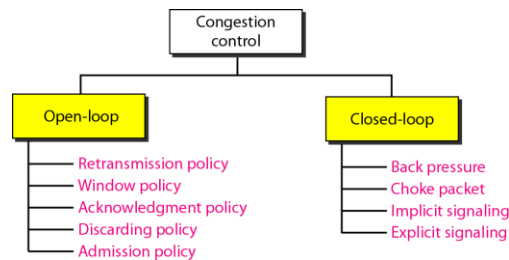 Congestion
control
Open-loop
Closed-loop
Retransmission policy
Window policy
Acknowledgment policy
Discarding policy
Admission policy
Back pressure
Choke packet
Implicit signaling
Explicit signaling